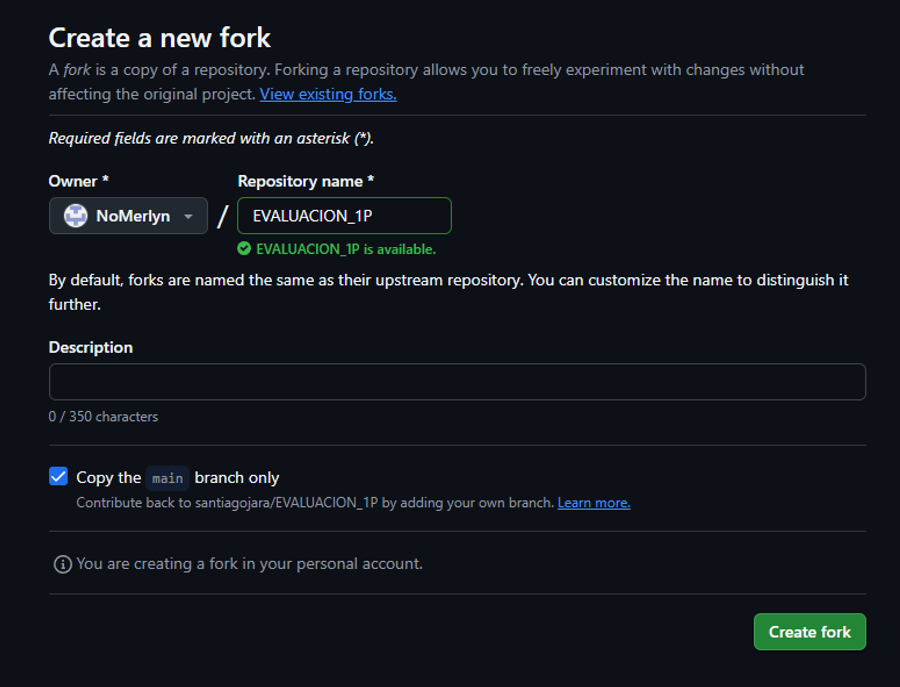 Create a new fork
A fork is a copy of a repository. Forking a repository allows you to freely experiment with changes without
affecting the original project. View existing forks.
Required fields are marked with an asterisk (*).
Owner *
Repository name *
NoMerlyn
/
EVALUACION_1P
EVALUACION_1P is available.
By default, forks are named the same as their upstream repository. You can customize the name to distinguish it
further.
Description
0 / 350 characters
Copy the main branch only
Contribute back to santiagojara/EVALUACION_1P by adding your own branch. Learn more.
You are creating a fork in your personal account.
Create fork